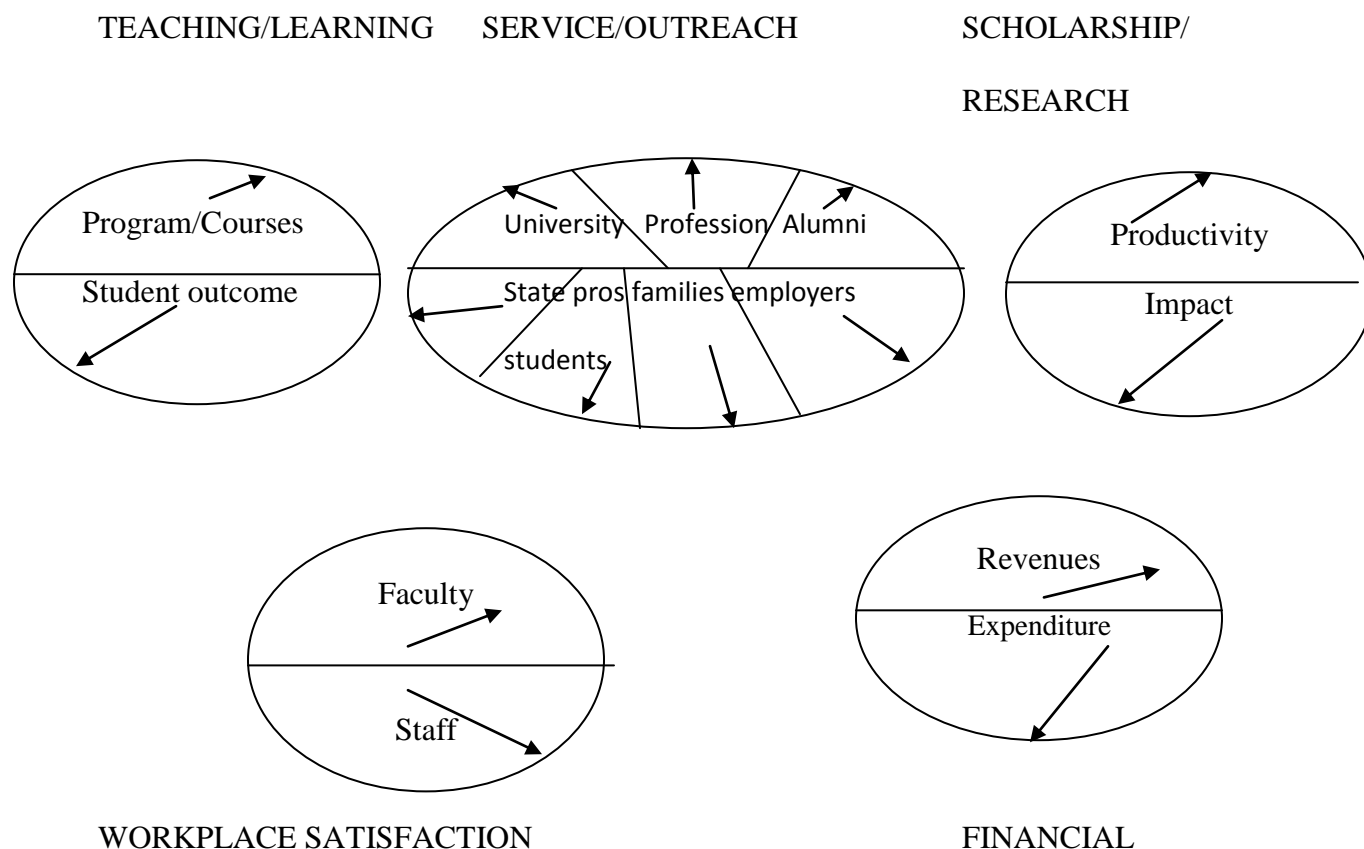 TEACHING/LEARNING SERVICE/OUTREACH SCHOLARSHIP/
RESEARCH
Program/Courses
Student outcome
University Profession Alumni
State pros families employers
students
Productivity
Impact
Faculty
Staff
Revenues
Expenditure
WORKPLACE SATISFACTION FINANCIAL